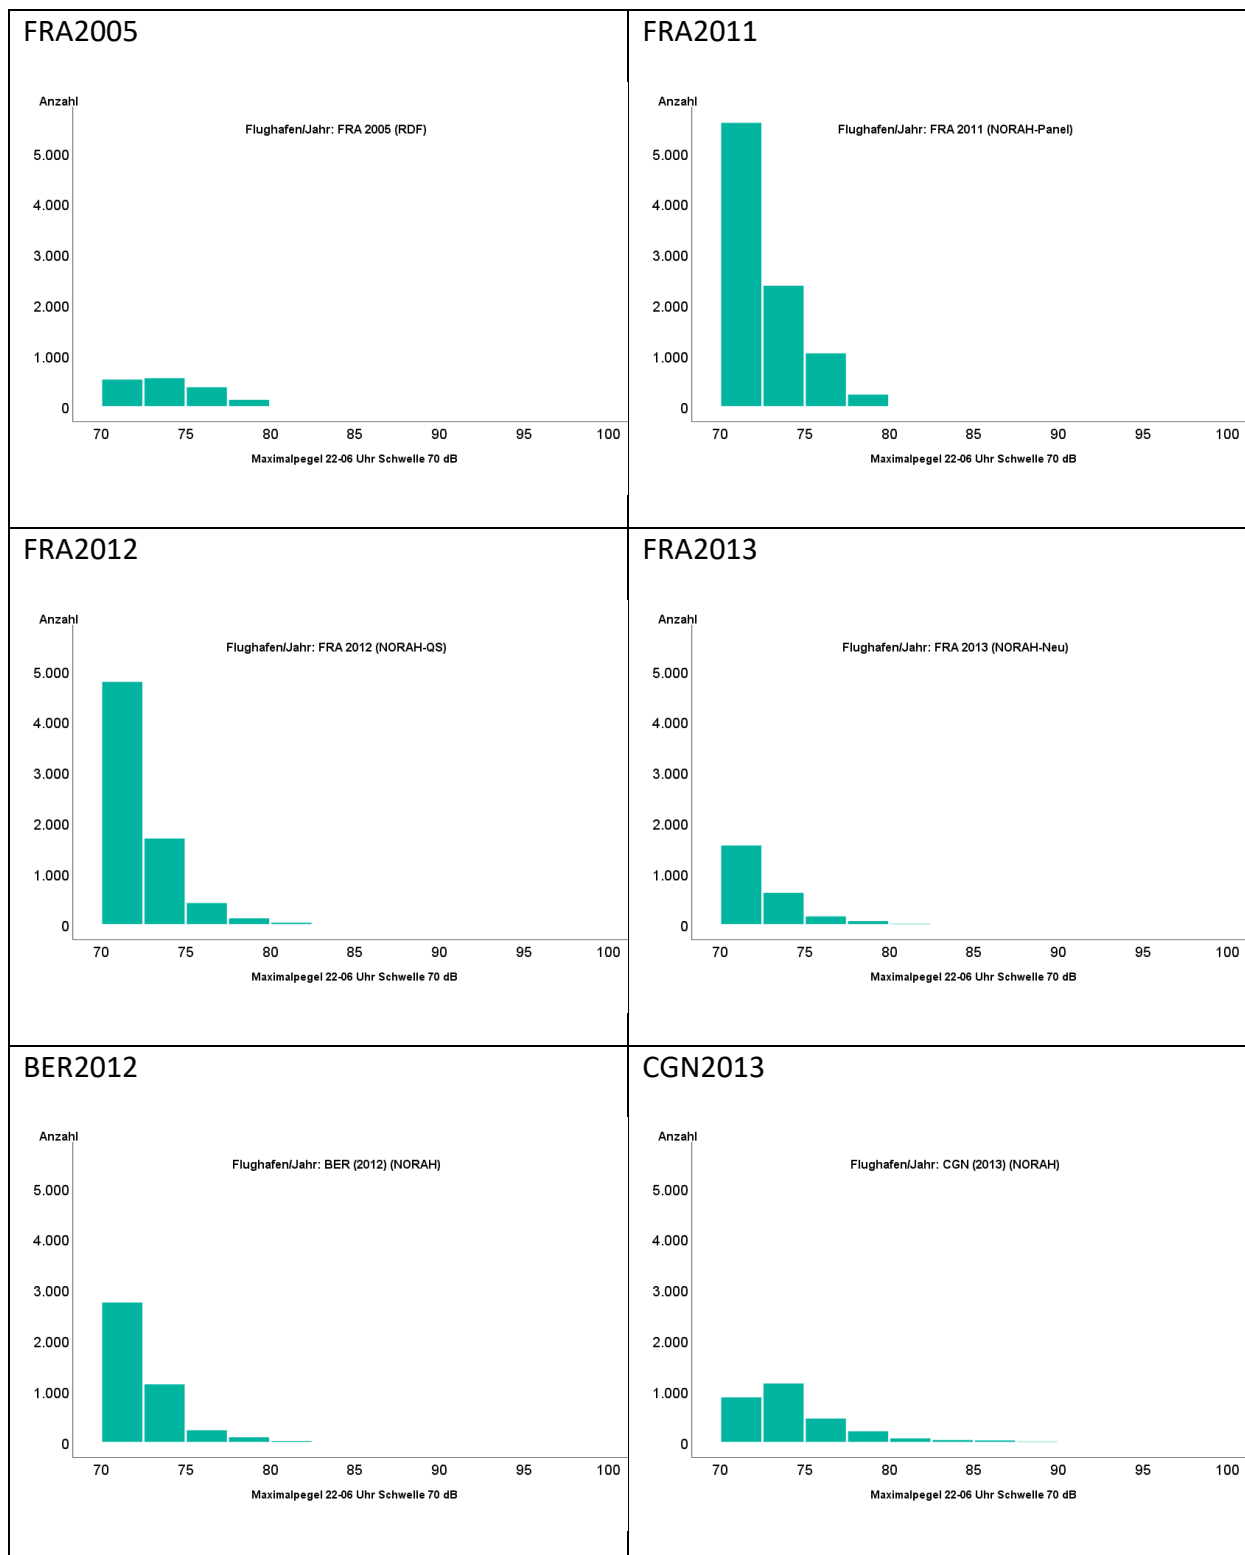 FRA2005
Anzahl
Flughafen/Jahr: FRA 2005 (RDF)
5.000
4.000
3.000
2.000
1.000
0
70 75 80 85 90 95 100
Maximalpegel 22-06 Uhr Schwelle 70 dB
FRA2011
Anzahl
Flughafen/Jahr: FRA 2011 (NORAH-Panel)
5.000
4.000
3.000
2.000
1.000
0
70 75 80 85 90 95 100
Maximalpegel 22-06 Uhr Schwelle 70 dB
FRA2012
Anzahl
Flughafen/Jahr: FRA 2012 (NORAH-QS)
5.000
4.000
3.000
2.000
1.000
0
70 75 80 85 90 95 100
Maximalpegel 22-06 Uhr Schwelle 70 dB
FRA2013
Anzahl
Flughafen/Jahr: FRA 2013 (NORAH-Neu)
5.000
4.000
3.000
2.000
1.000
0
70 75 80 85 90 95 100
Maximalpegel 22-06 Uhr Schwelle 70 dB
BER2012
Anzahl
Flughafen/Jahr: BER (2012) (NORAH)
5.000
4.000
3.000
2.000
1.000
0
70 75 80 85 90 95 100
Maximalpegel 22-06 Uhr Schwelle 70 dB
CGN2013
Anzahl
Flughafen/Jahr: CGN (2013) (NORAH)
5.000
4.000
3.000
2.000
1.000
0
70 75 80 85 90 95 100
Maximalpegel 22-06 Uhr Schwelle 70 dB